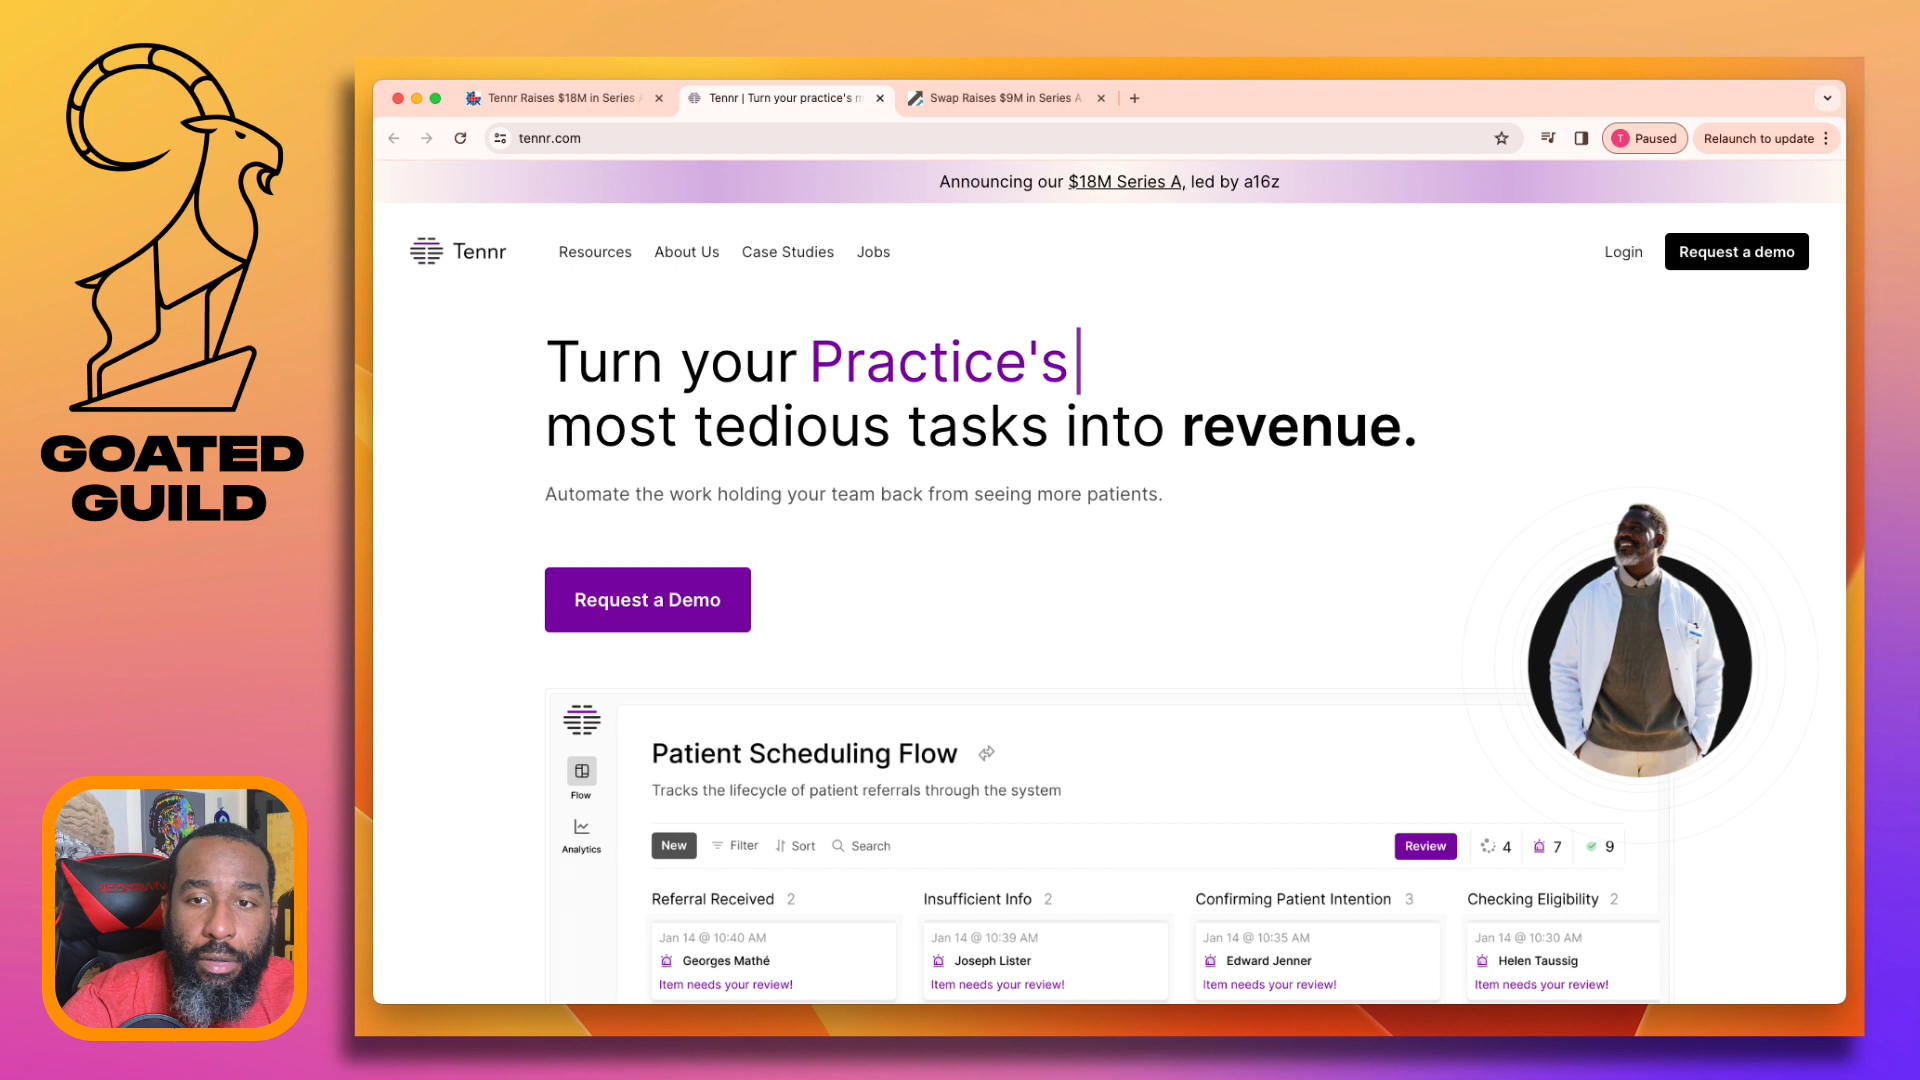 GOATED
GUILD
Tennr Raises $18M in Series
Tennr | Turn your practice's m
Swap Raises $9M in Series A
tennr.com
T Paused
Relaunch to update
Announcing our $18M Series A, led by a16z
Tennr
Resources
About Us
Case Studies
Jobs
Login
Request a demo
Turn your Practice's
most tedious tasks into revenue.
Automate the work holding your team back from seeing more patients.
Request a Demo
Flow
Analytics
Patient Scheduling Flow
Tracks the lifecycle of patient referrals through the system
New
Filter
Sort
Search
Review
4
7
9
Referral Received 2
Insufficient Info 2
Confirming Patient Intention 3
Checking Eligibility 2
Jan 14 @ 10:40 AM
Georges Mathé
Item needs your review!
Jan 14 @ 10:39 AM
Joseph Lister
Item needs your review!
Jan 14 @ 10:35 AM
Edward Jenner
Item needs your review!
Jan 14 @ 10:30 AM
Helen Taussig
Item needs your review!